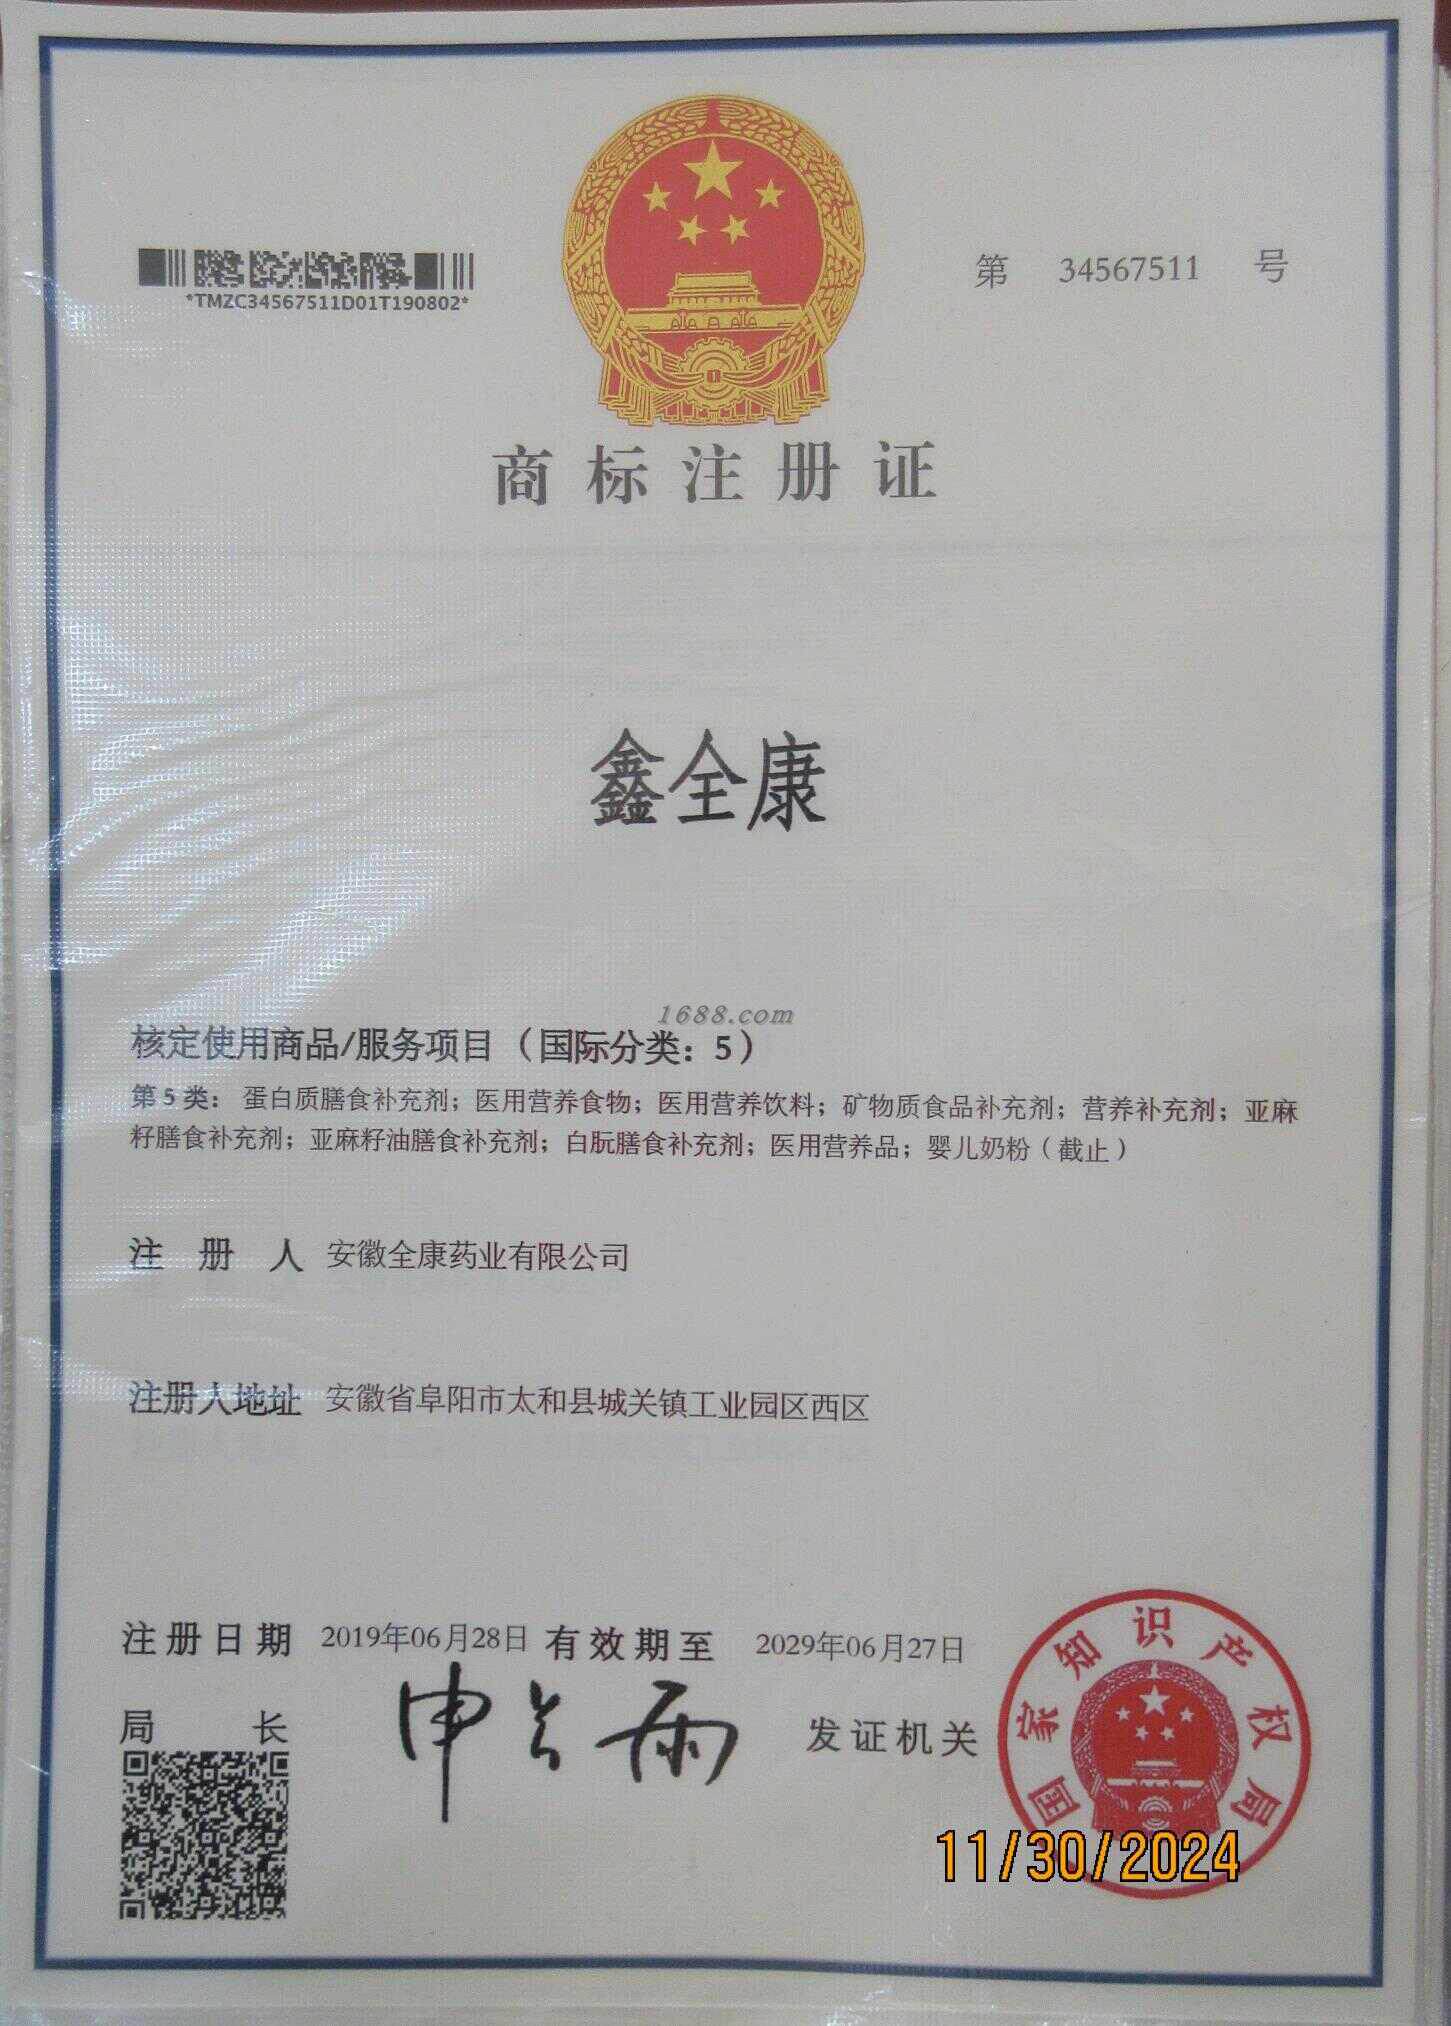 第 34567511 号
*TMZC34567511D01T190802*
商标注册证
鑫全康
1688.com
核定使用商品/服务项目（国际分类：5）
第5类：蛋白质膳食补充剂；医用营养食物；医用营养饮料；矿物质食品补充剂；营养补充剂；亚麻
籽膳食补充剂；亚麻籽油膳食补充剂；白朊膳食补充剂；医用营养品；婴儿奶粉（截止）
注册人 安徽全康药业有限公司
注册人地址 安徽省阜阳市太和县城关镇工业园区西区
注册日期 2019年06月28日 有效期至 2029年06月27日
局长 申长雨 发证机关
国家知识产权局
11/30/2024